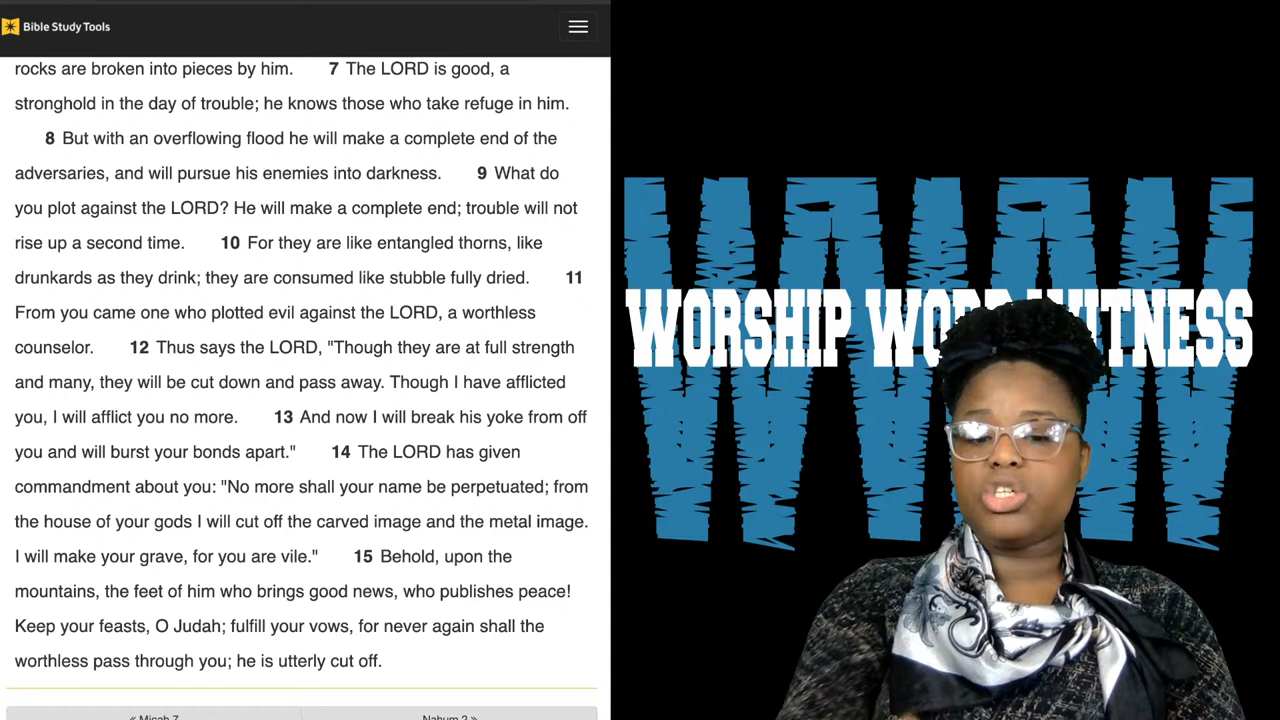 Bible Study Tools
rocks are broken into pieces by him. 7 The LORD is good, a
stronghold in the day of trouble; he knows those who take refuge in him.
8 But with an overflowing flood he will make a complete end of the
adversaries, and will pursue his enemies into darkness. 9 What do
you plot against the LORD? He will make a complete end; trouble will not
rise up a second time. 10 For they are like entangled thorns, like
drunkards as they drink; they are consumed like stubble fully dried. 11
From you came one who plotted evil against the LORD, a worthless
counselor. 12 Thus says the LORD, "Though they are at full strength
and many, they will be cut down and pass away. Though I have afflicted
you, I will afflict you no more. 13 And now I will break his yoke from off
you and will burst your bonds apart." 14 The LORD has given
commandment about you: "No more shall your name be perpetuated; from
the house of your gods I will cut off the carved image and the metal image.
I will make your grave, for you are vile." 15 Behold, upon the
mountains, the feet of him who brings good news, who publishes peace!
Keep your feasts, O Judah; fulfill your vows, for never again shall the
worthless pass through you; he is utterly cut off.
« Micah 7 Nahum 2 »
WWW
WORSHIP WORD WITNESS